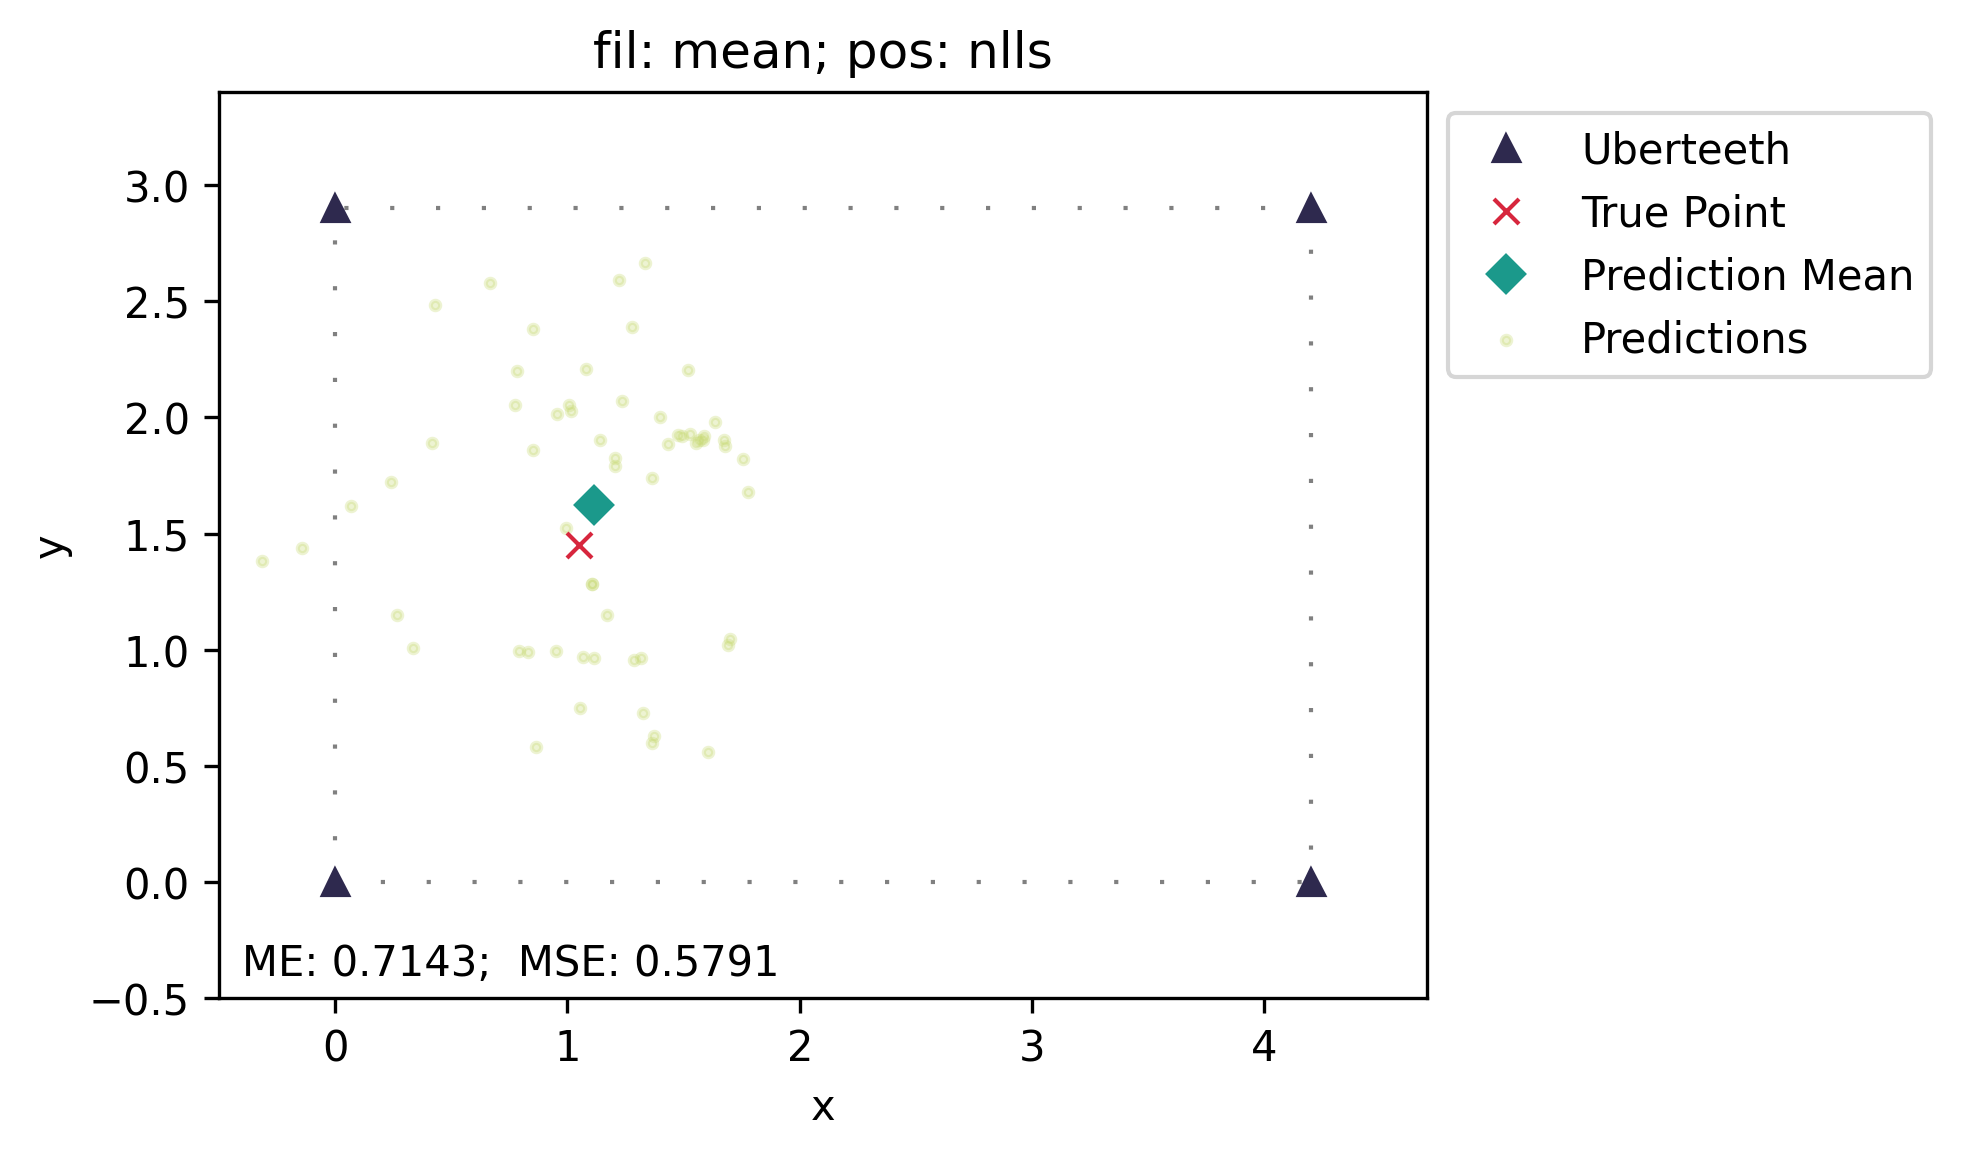 fil: mean; pos: nlls
3.0
2.5
2.0
1.5
1.0
0.5
0.0
−0.5
y
ME: 0.7143; MSE: 0.5791
0 1 2 3 4
x
Uberteeth
True Point
Prediction Mean
Predictions